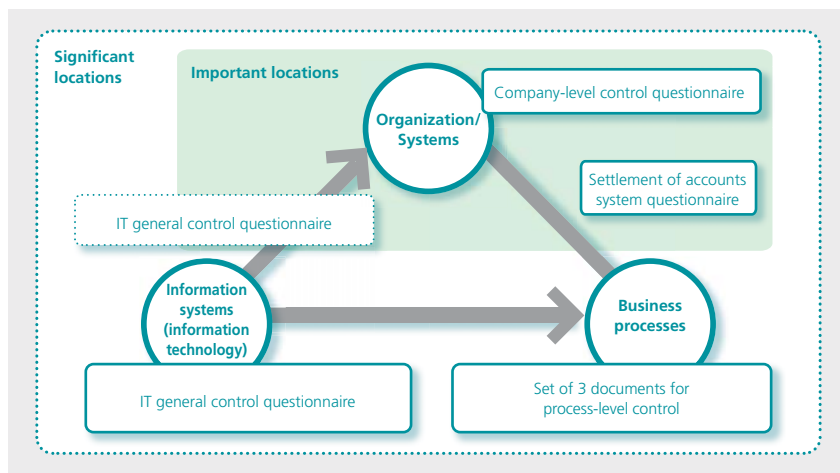 Significant
locations
Important locations
Organization/
Systems
Company-level control questionnaire
Settlement of accounts
system questionnaire
IT general control questionnaire
Information
systems
(information
technology)
Business
processes
IT general control questionnaire
Set of 3 documents for
process-level control